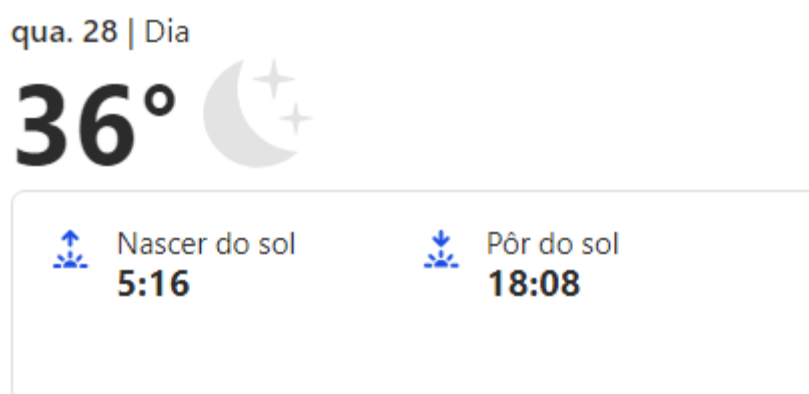 qua. 28 | Dia
36°
Nascer do sol
5:16
Pôr do sol
18:08